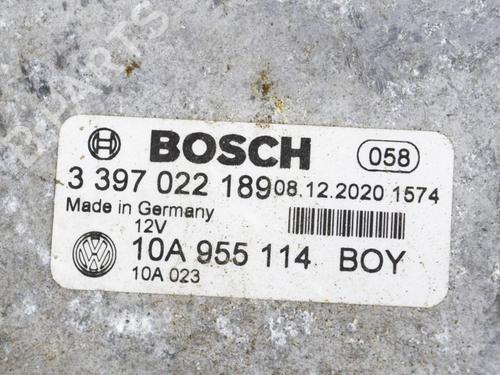 BOSCH 058
3 397 022 189 08.12.2020 1574
Made in Germany
12V
10A 955 114 BOY
10A 023
B-PARTS